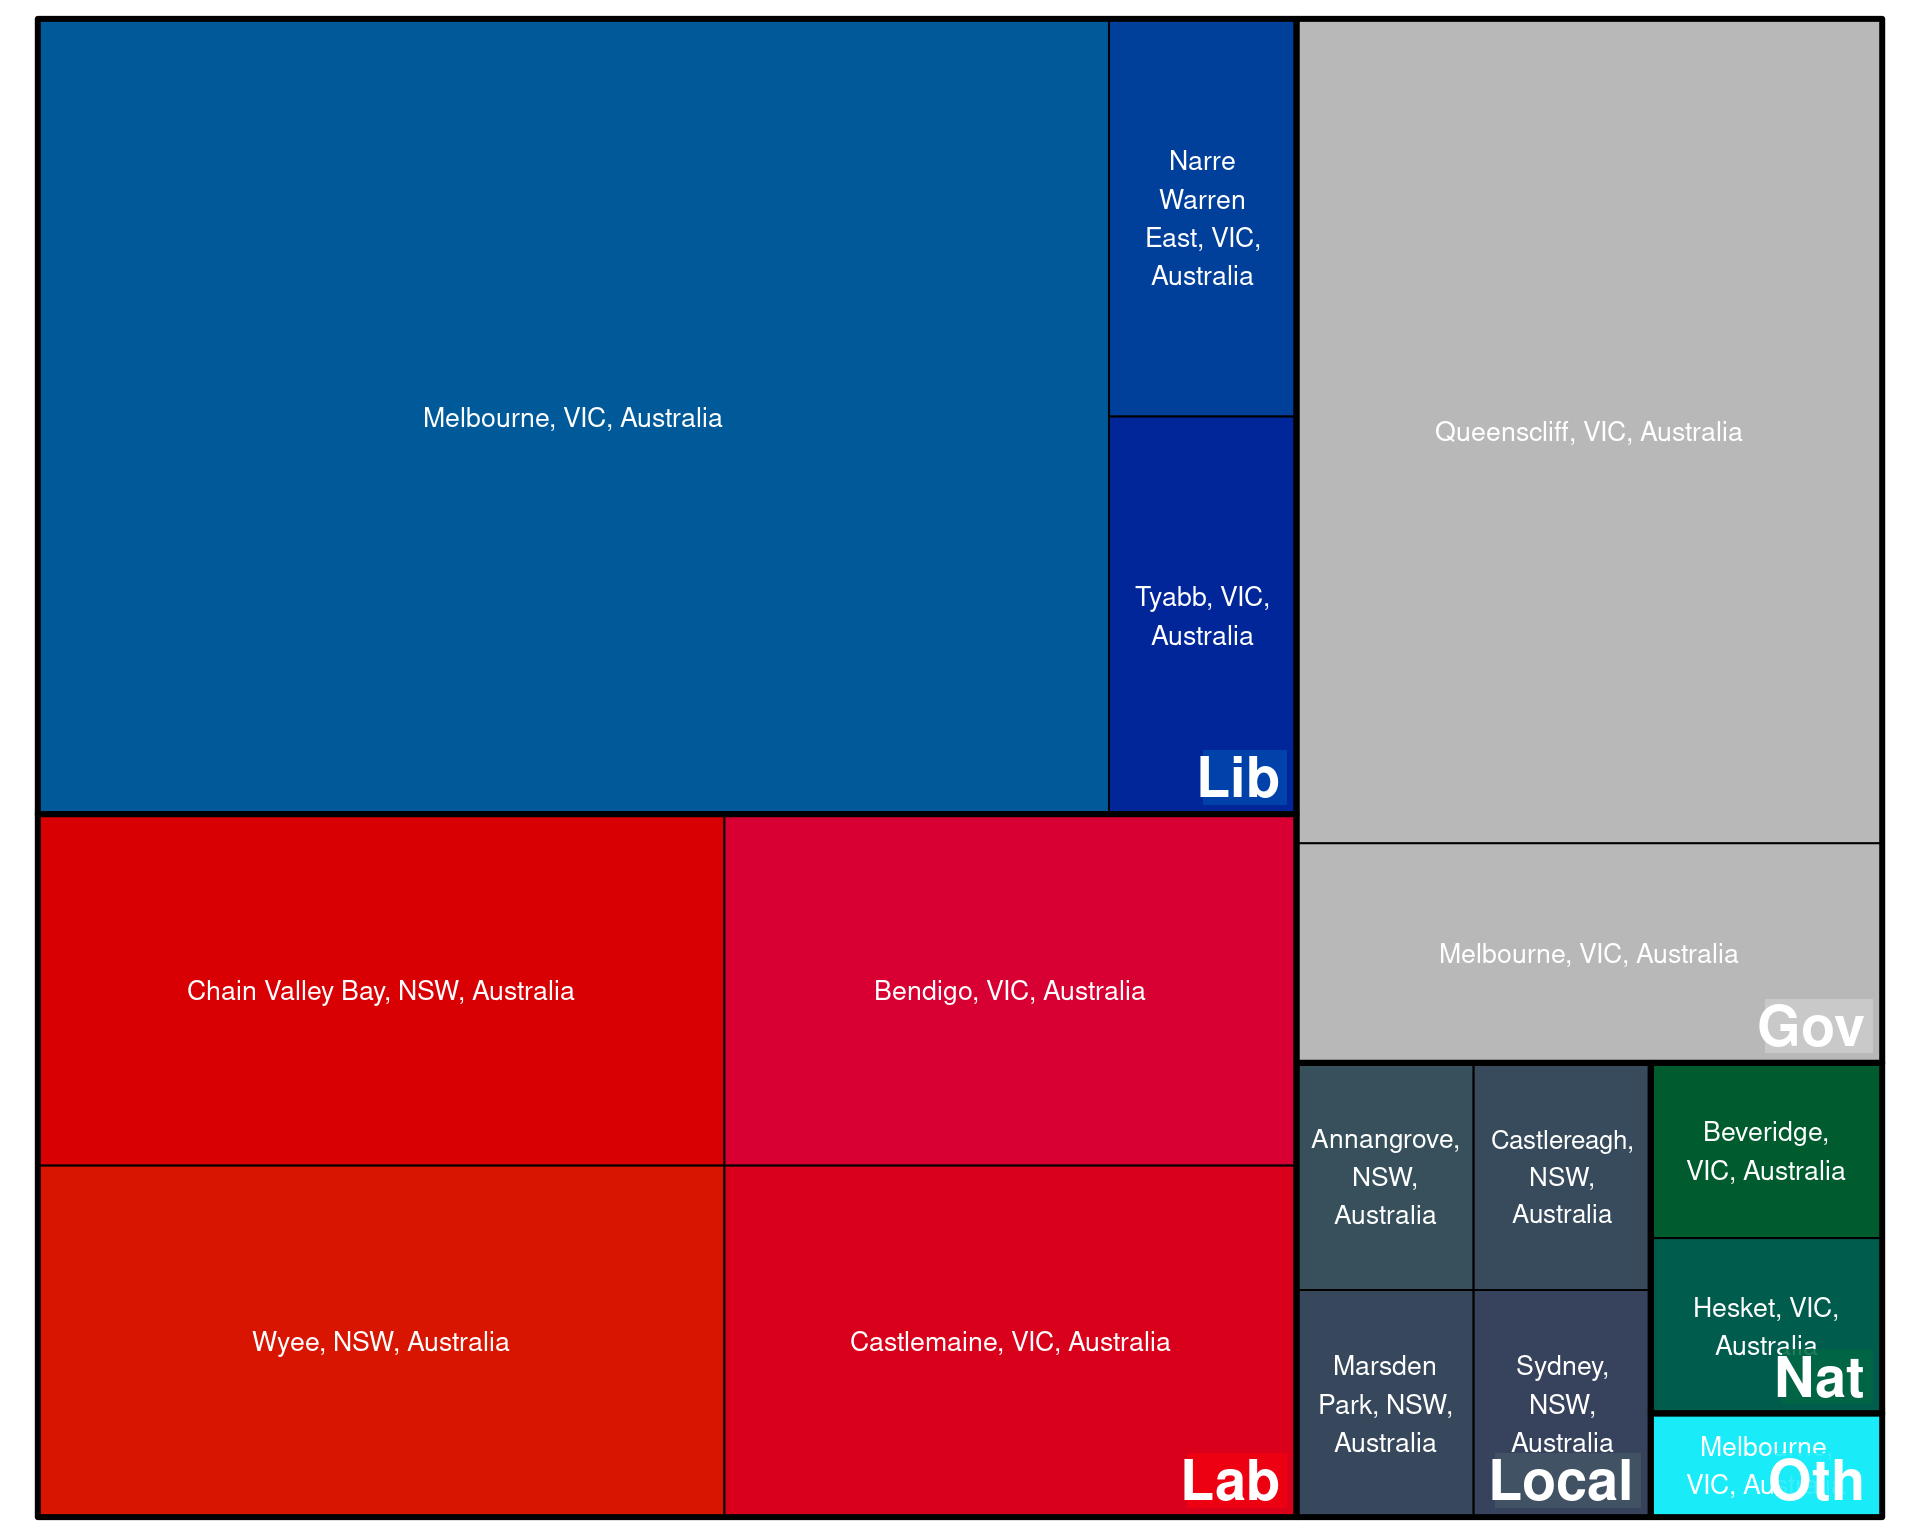 Melbourne, VIC, Australia
Narre
Warren
East, VIC,
Australia
Tyabb, VIC,
Australia
Lib
Queenscliff, VIC, Australia
Melbourne, VIC, Australia
Gov
Chain Valley Bay, NSW, Australia
Bendigo, VIC, Australia
Wyee, NSW, Australia
Castlemaine, VIC, Australia
Lab
Annangrove,
NSW,
Australia
Castlereagh,
NSW,
Australia
Marsden
Park, NSW,
Australia
Sydney,
NSW,
Australia
Local
Beveridge,
VIC, Australia
Hesket, VIC,
Australia
Nat
Melbourne,
VIC,
Oth